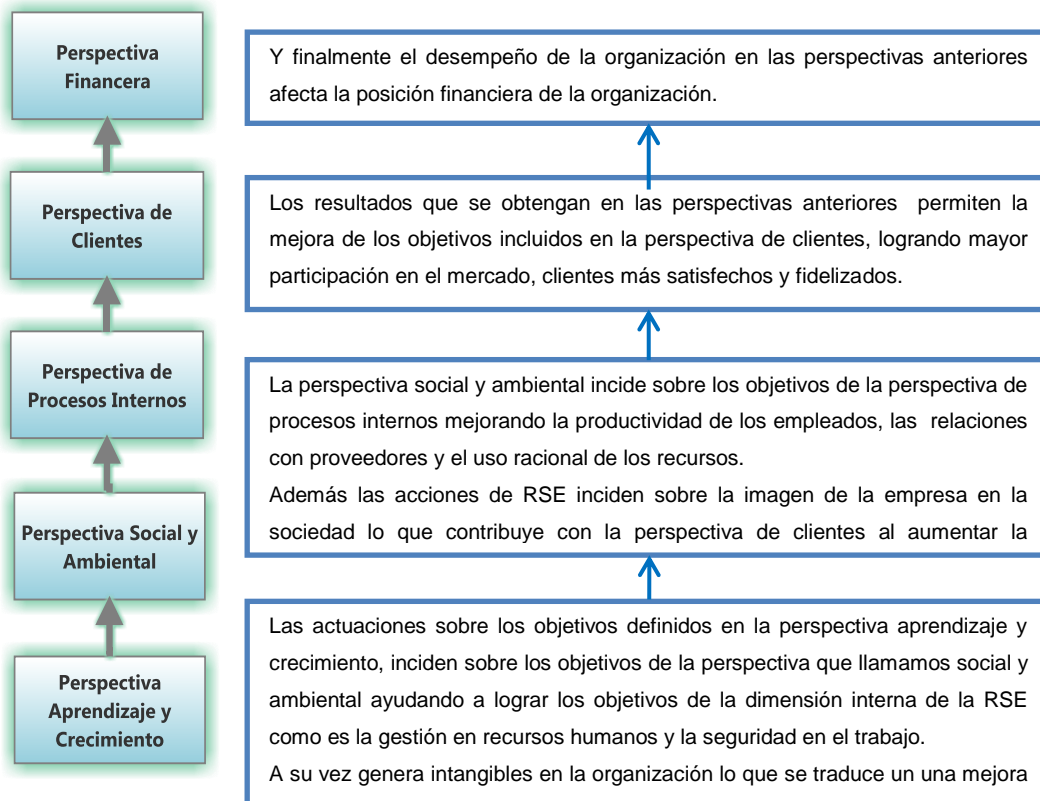 Perspectiva
Financera
Y finalmente el desempeño de la organización en las perspectivas anteriores
afecta la posición financiera de la organización.
Perspectiva de
Clientes
Los resultados que se obtengan en las perspectivas anteriores permiten la
mejora de los objetivos incluidos en la perspectiva de clientes, logrando mayor
participación en el mercado, clientes más satisfechos y fidelizados.
Perspectiva de
Procesos Internos
La perspectiva social y ambiental incide sobre los objetivos de la perspectiva de
procesos internos mejorando la productividad de los empleados, las relaciones
con proveedores y el uso racional de los recursos.
Además las acciones de RSE inciden sobre la imagen de la empresa en la
sociedad lo que contribuye con la perspectiva de clientes al aumentar la
Perspectiva Social y
Ambiental
Las actuaciones sobre los objetivos definidos en la perspectiva aprendizaje y
crecimiento, inciden sobre los objetivos de la perspectiva que llamamos social y
ambiental ayudando a lograr los objetivos de la dimensión interna de la RSE
como es la gestión en recursos humanos y la seguridad en el trabajo.
A su vez genera intangibles en la organización lo que se traduce un una mejora
Perspectiva
Aprendizaje y
Crecimiento